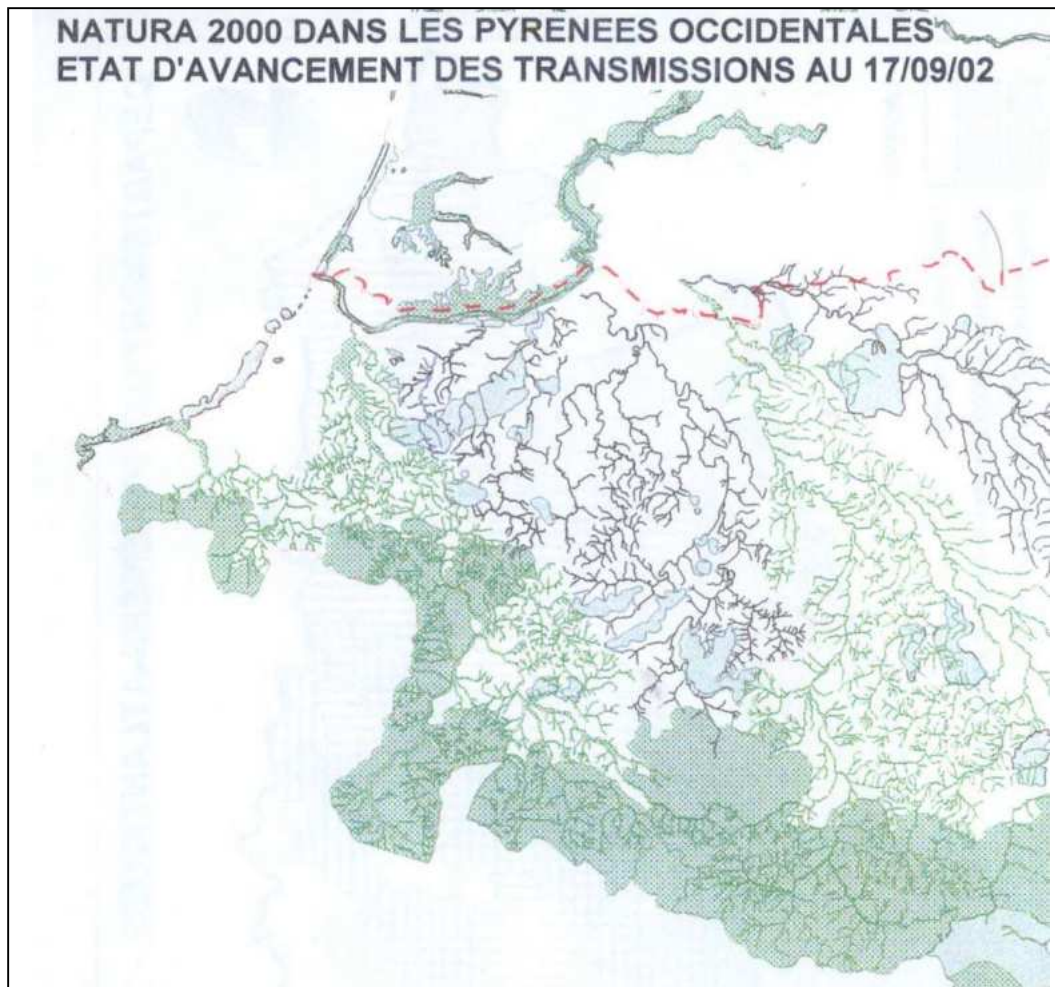 NATURA 2000 DANS LES PYRENEES OCCIDENTALES
ETAT D'AVANCEMENT DES TRANSMISSIONS AU 17/09/02